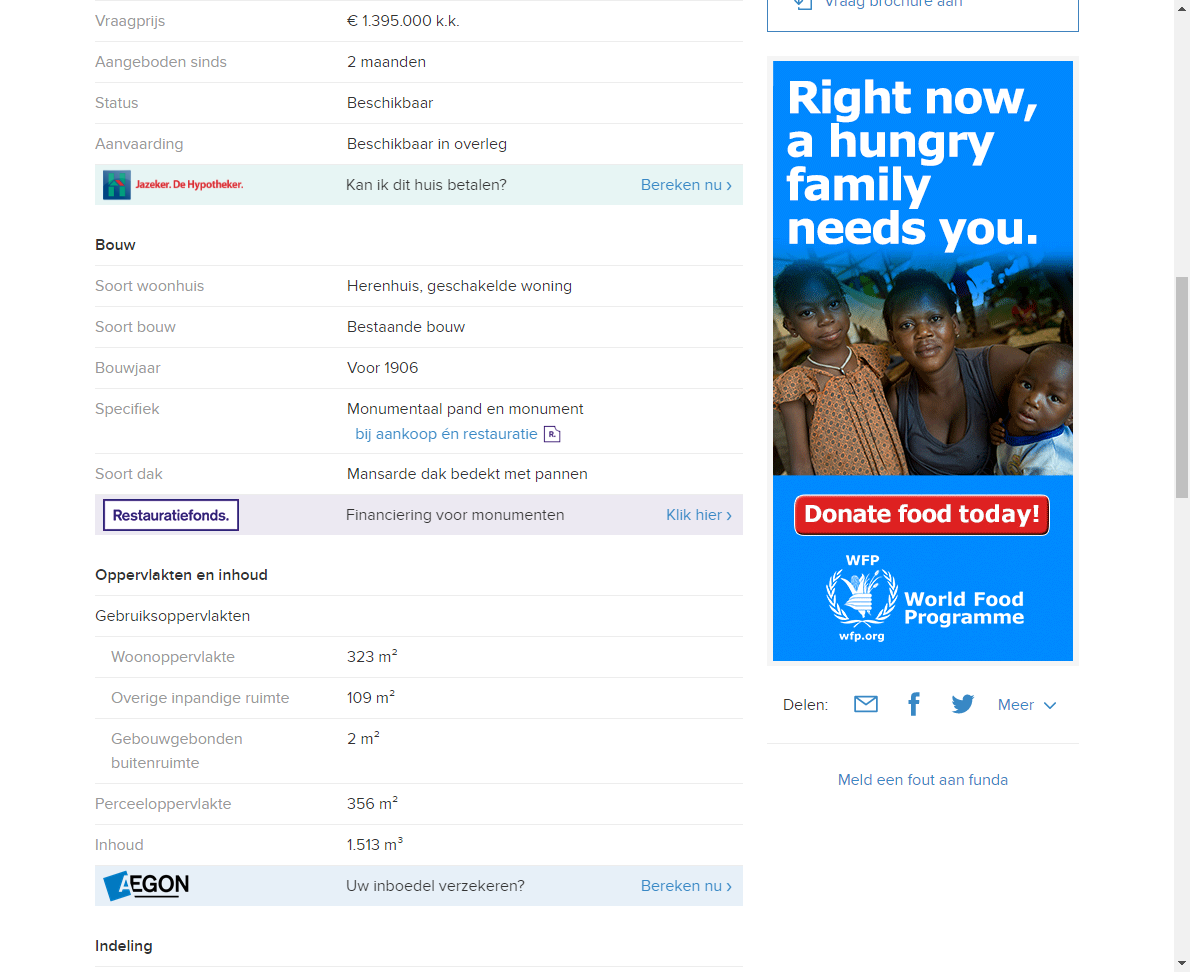 Vraagprijs € 1.395.000 k.k.
Aangeboden sinds 2 maanden
Status Beschikbaar
Aanvaarding Beschikbaar in overleg
Jazeker. De Hypotheker. Kan ik dit huis betalen? Bereken nu ›
Bouw
Soort woonhuis Herenhuis, geschakelde woning
Soort bouw Bestaande bouw
Bouwjaar Voor 1906
Specifiek Monumentaal pand en monument
bij aankoop én restauratie R.
Soort dak Mansarde dak bedekt met pannen
Restauratiefonds. Financiering voor monumenten Klik hier ›
Oppervlakten en inhoud
Gebruiksoppervlakten
Woonoppervlakte 323 m²
Overige inpandige ruimte 109 m²
Gebouwgebonden 2 m²
buitenruimte
Perceeloppervlakte 356 m²
Inhoud 1.513 m³
AEGON Uw inboedel verzekeren? Bereken nu ›
Indeling
Vraag brochure aan
Right now,
a hungry
family
needs you.
Donate food today!
WFP
World Food
Programme
wfp.org
Delen: Meer
Meld een fout aan funda